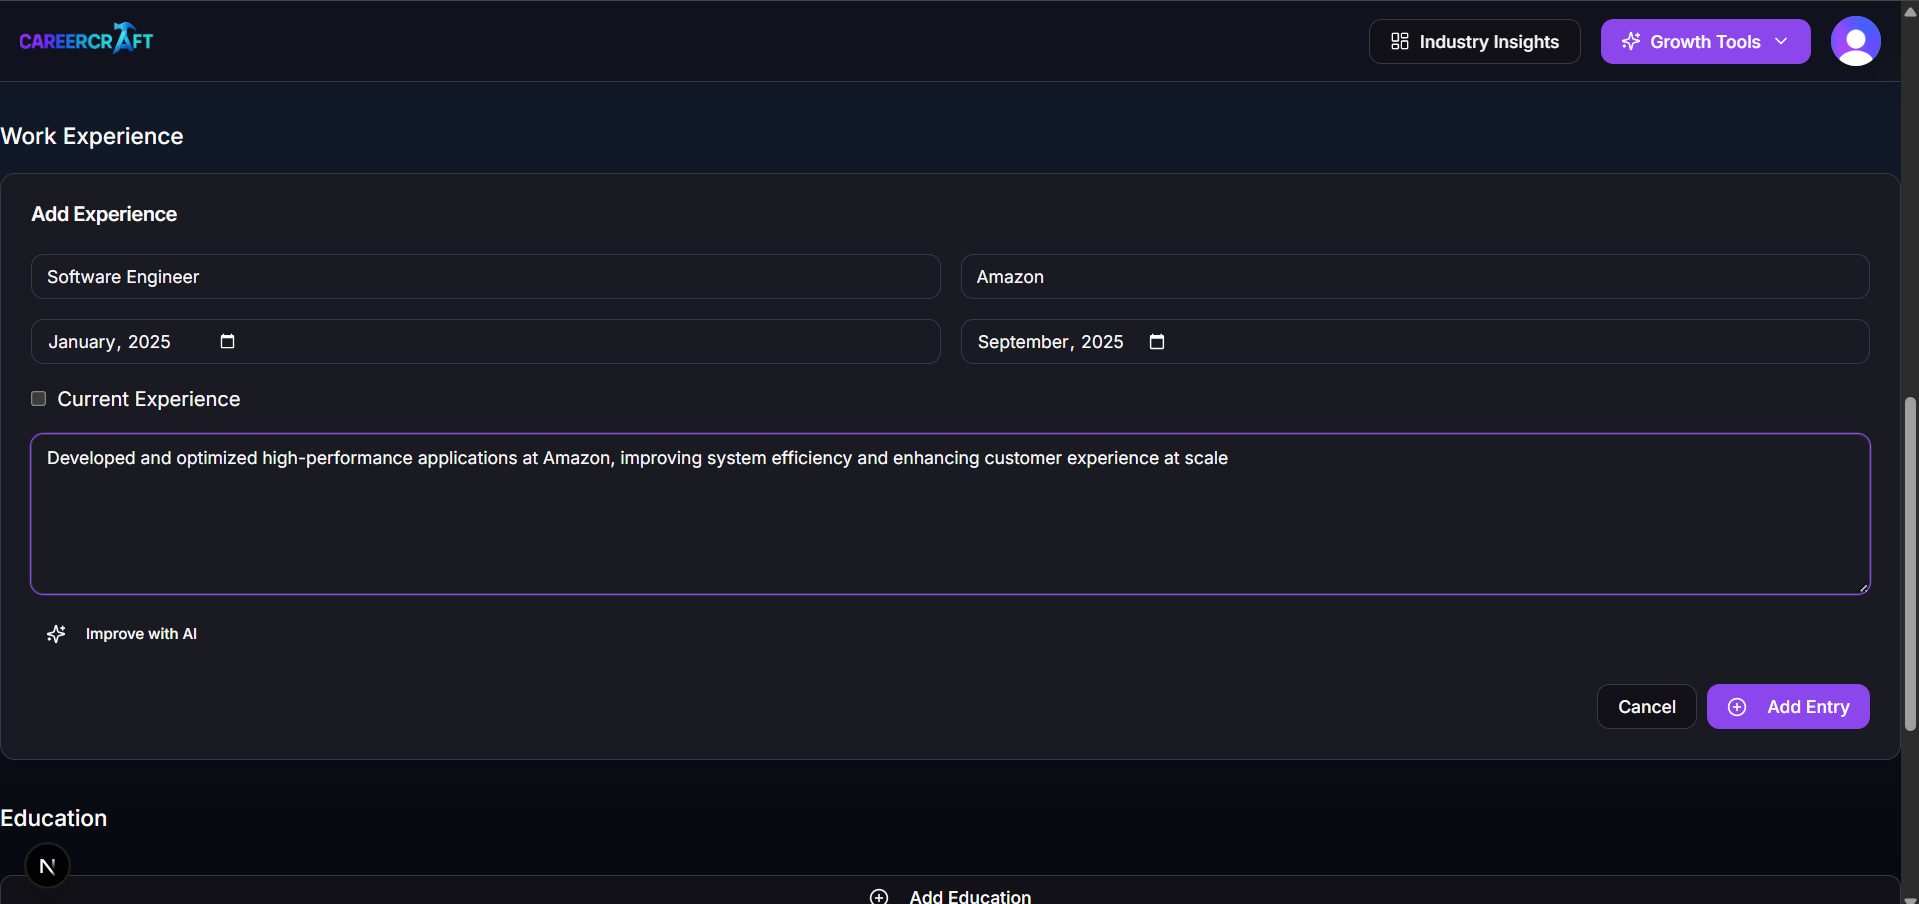 CAREERCRAFT
Industry Insights
Growth Tools
Work Experience
Add Experience
Software Engineer
Amazon
January, 2025
September, 2025
Current Experience
Developed and optimized high-performance applications at Amazon, improving system efficiency and enhancing customer experience at scale
Improve with AI
Cancel
Add Entry
Education
N
Add Education